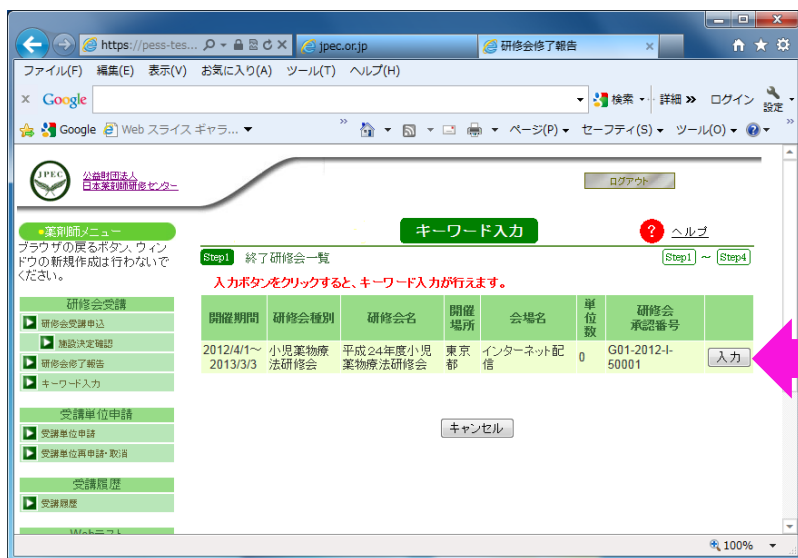 https://pess-tes...
jpec.or.jp
研修会修了報告
ファイル(F) 編集(E) 表示(V) お気に入り(A) ツール(T) ヘルプ(H)
x Google 検索 詳細 » ログイン 設定
Google Web スライス ギャラ... » ページ(P) セーフティ(S) ツール(O) »
JPEC
公益財団法人
日本薬剤師研修センター
ログアウト
●薬剤師メニュー
ブラウザの戻るボタン、ウィン
ドウの新規作成は行わないで
ください。
研修会受講
研修会受講申込
施設決定確認
研修会修了報告
キーワード入力
受講単位申請
受講単位申請
受講単位再申請・取消
受講履歴
受講履歴
Webテスト
キーワード入力
? ヘルプ
Step1 終了研修会一覧
Step1 ~ Step4
入力ボタンをクリックすると、キーワード入力が行えます。
開催期間 研修会種別 研修会名 開催場所 会場名 単位数 研修会承認番号
2012/4/1~ 小児薬物療 平成24年度小児 東京 インターネット配 0 G01-2012-I- 入力
2013/3/3 法研修会 薬物療法研修会 都 信 50001
キャンセル
100%